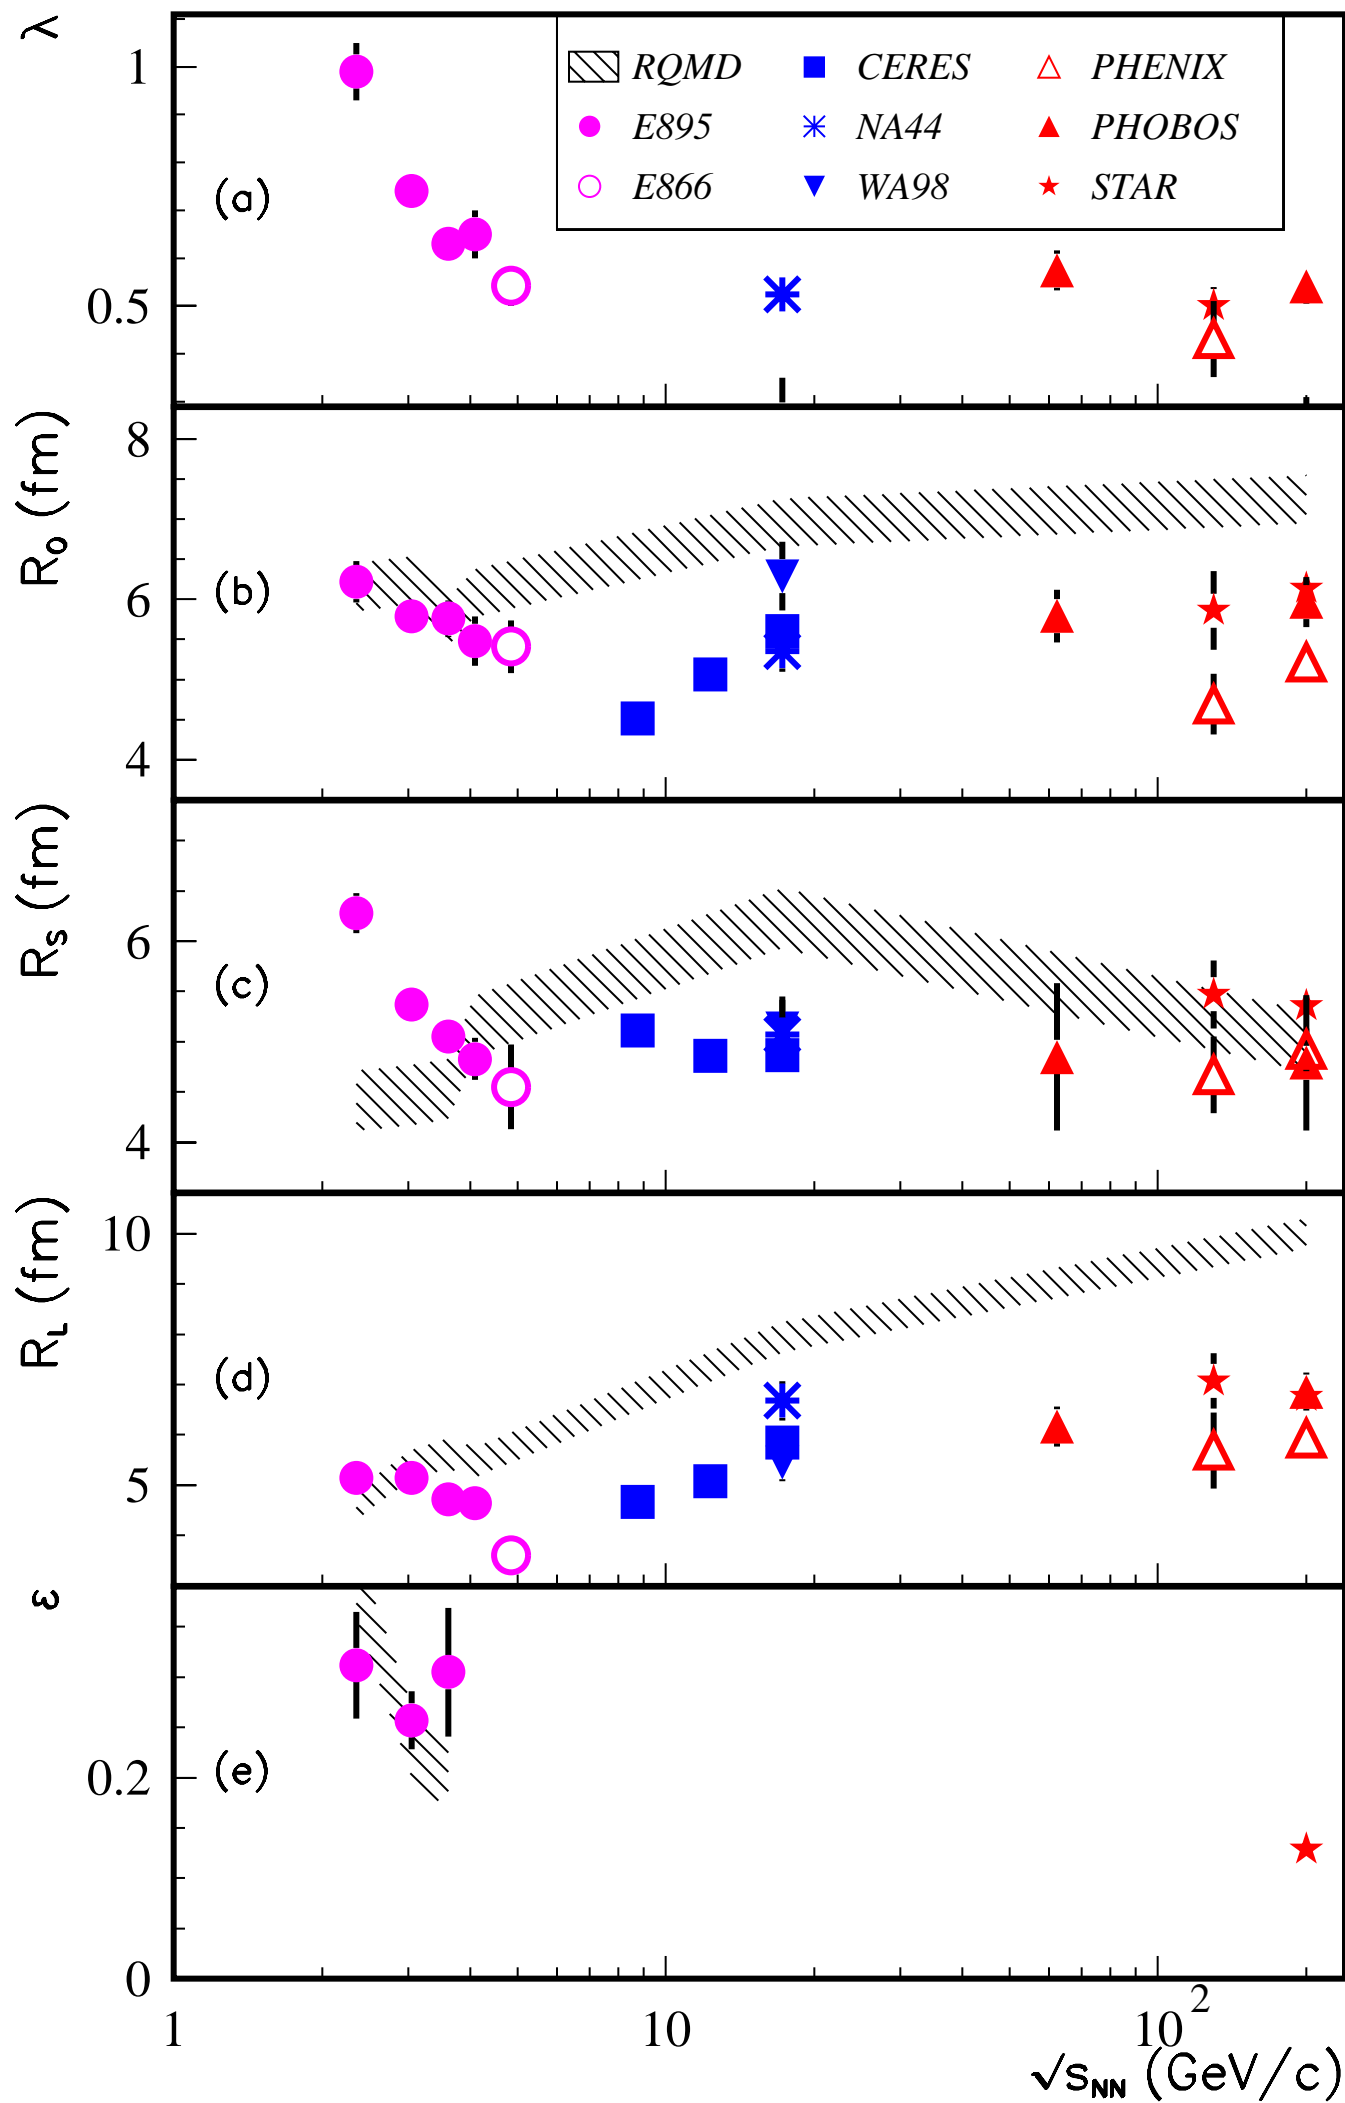 λ
1
0.5
(a)
RQMD CERES PHENIX
E895 NA44 PHOBOS
E866 WA98 STAR
R_O (fm)
8
6
4
(b)
R_S (fm)
6
4
(c)
R_L (fm)
10
5
(d)
ε
0.2
0
(e)
1 10 10^2
√s_NN (GeV/c)